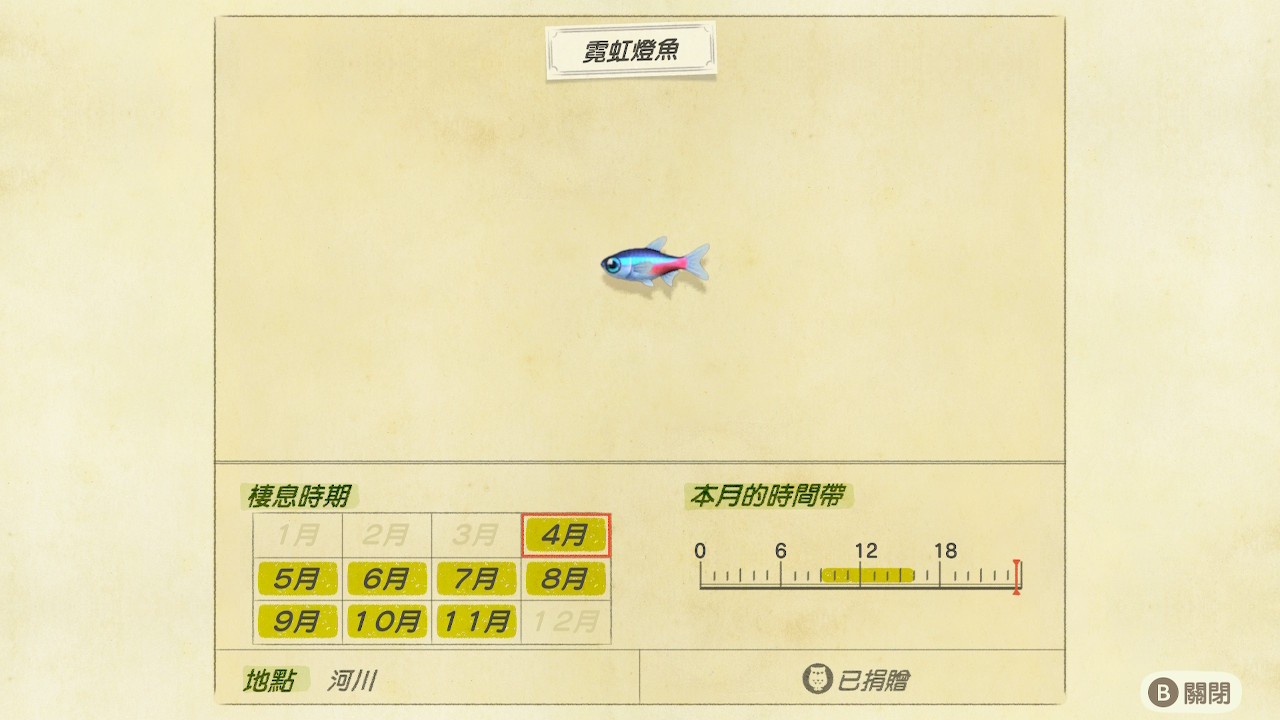 霓虹燈魚
棲息時期
1月 2月 3月 4月
5月 6月 7月 8月
9月 10月 11月 12月
本月的時間帶
0 6 12 18
地點 河川
已捐贈
B 關閉